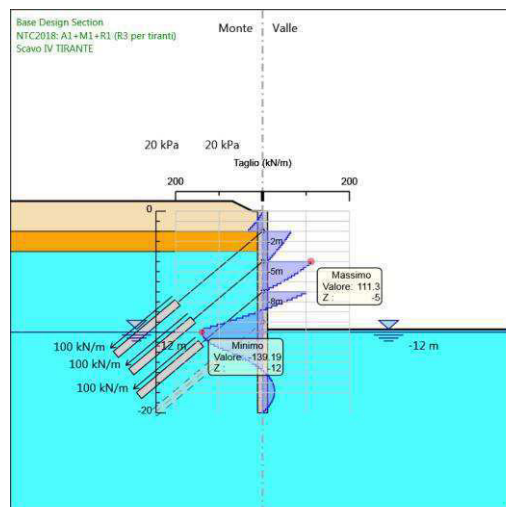 Base Design Section
NTC2018: A1+M1+R1 (R3 per tiranti)
Scavo IV TIRANTE
Monte Valle
20 kPa 20 kPa
Taglio (kN/m)
200 200
0
-2m
-5m
-8m
Massimo
Valore: 111.3
Z : -5
100 kN/m
100 kN/m
100 kN/m
-12 m
Minimo
Valore: -139.19
Z : -12
-12 m
-20